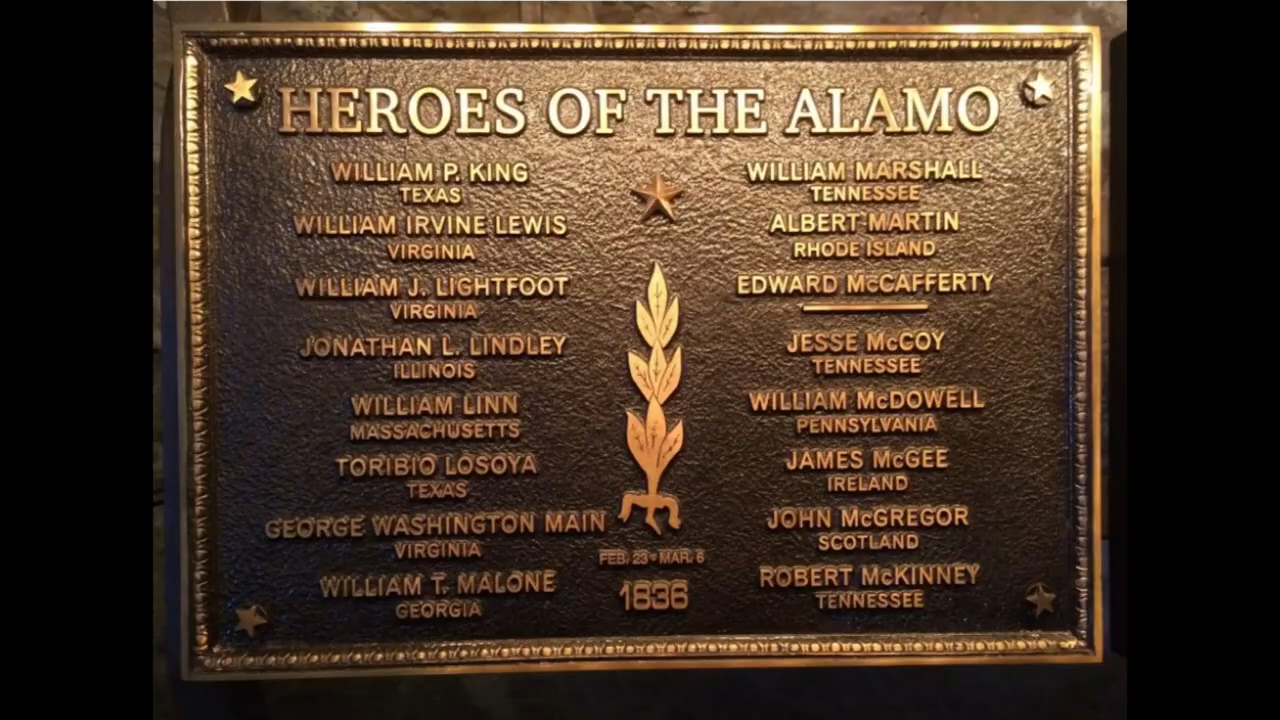 HEROES OF THE ALAMO
WILLIAM P. KING
TEXAS
WILLIAM IRVINE LEWIS
VIRGINIA
WILLIAM J. LIGHTFOOT
VIRGINIA
JONATHAN L. LINDLEY
ILLINOIS
WILLIAM LINN
MASSACHUSETTS
TORIBIO LOSOYA
TEXAS
GEORGE WASHINGTON MAIN
VIRGINIA
WILLIAM T. MALONE
GEORGIA
FEB. 23 - MAR. 6
1836
WILLIAM MARSHALL
TENNESSEE
ALBERT MARTIN
RHODE ISLAND
EDWARD McCAFFERTY
JESSE McCOY
TENNESSEE
WILLIAM McDOWELL
PENNSYLVANIA
JAMES McGEE
IRELAND
JOHN McGREGOR
SCOTLAND
ROBERT McKINNEY
TENNESSEE